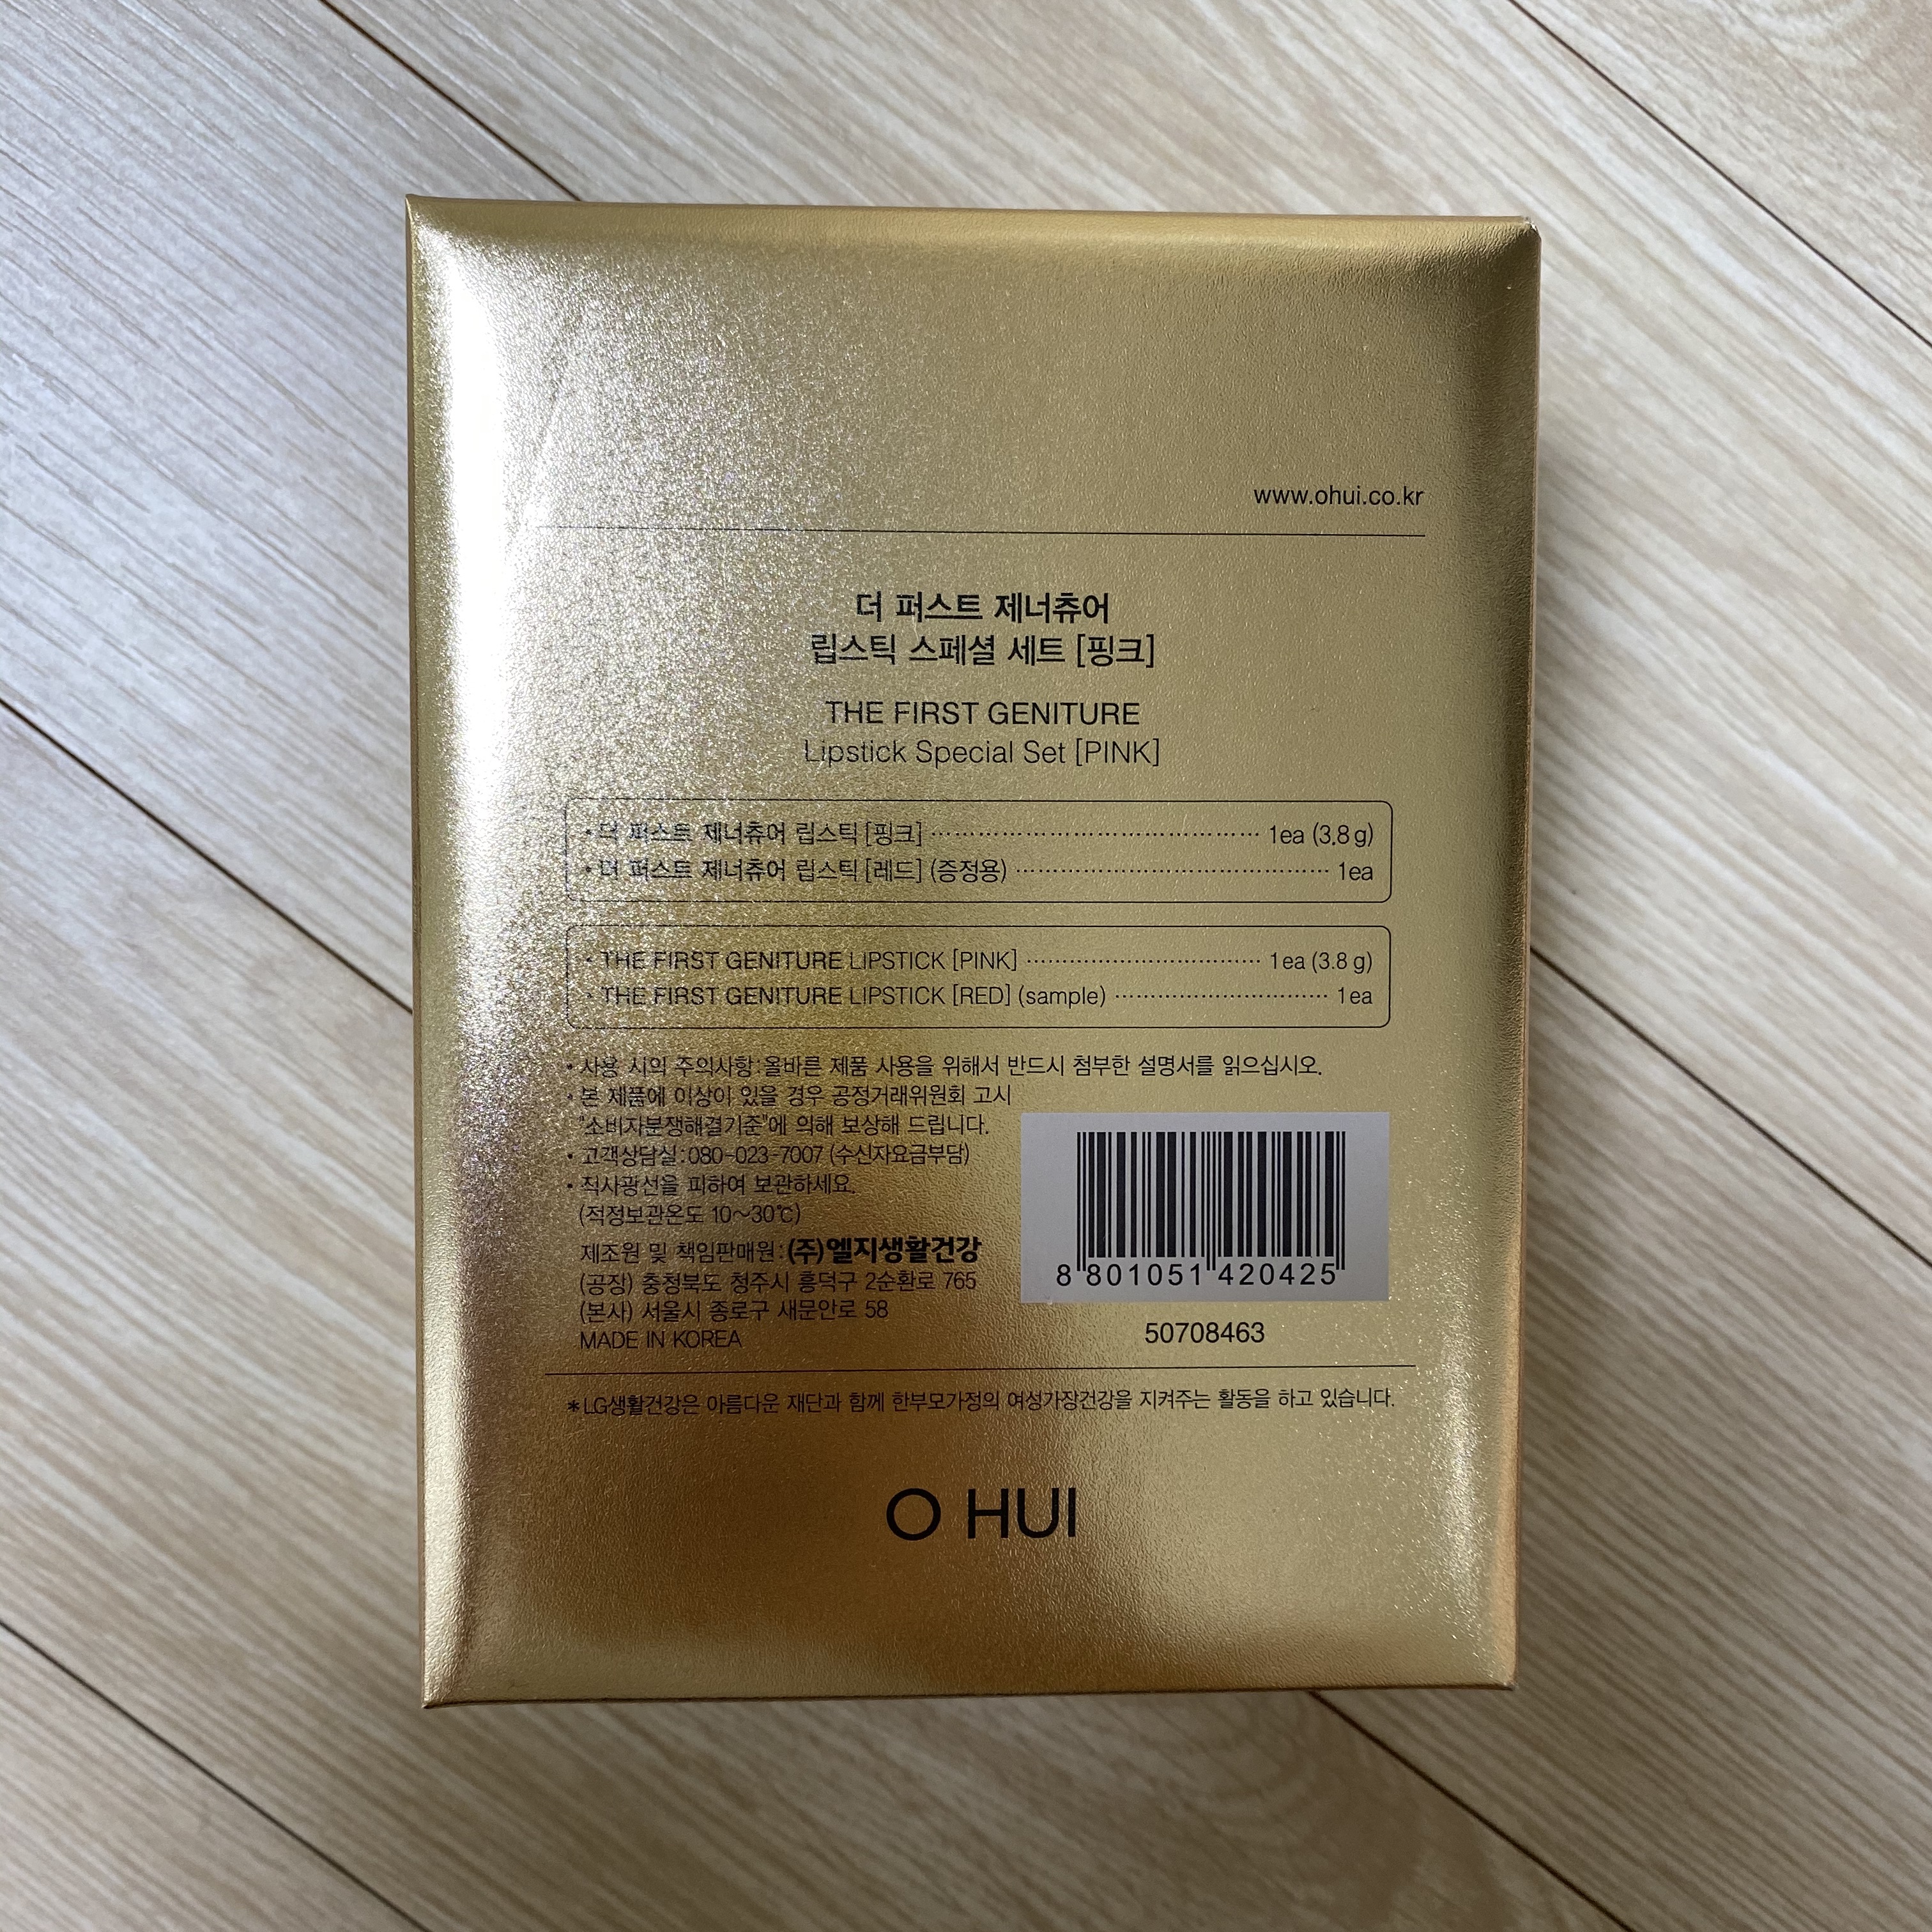 www.ohui.co.kr
더 퍼스트 제너츄어
립스틱 스페셜 세트 [핑크]
THE FIRST GENITURE
Lipstick Special Set [PINK]
• 더 퍼스트 제너츄어 립스틱 [핑크] ⋯⋯⋯⋯⋯⋯⋯⋯⋯⋯⋯⋯ 1ea (3.8 g)
• 더 퍼스트 제너츄어 립스틱 [레드] (증정용) ⋯⋯⋯⋯⋯⋯⋯⋯⋯⋯⋯⋯ 1ea
• THE FIRST GENITURE LIPSTICK [PINK] ⋯⋯⋯⋯⋯⋯⋯⋯⋯⋯ 1ea (3.8 g)
• THE FIRST GENITURE LIPSTICK [RED] (sample) ⋯⋯⋯⋯⋯⋯⋯⋯⋯ 1ea
• 사용 시의 주의사항:올바른 제품 사용을 위해서 반드시 첨부한 설명서를 읽으십시오.
• 본 제품에 이상이 있을 경우 공정거래위원회 고시
"소비자분쟁해결기준"에 의해 보상해 드립니다.
• 고객상담실:080-023-7007 (수신자요금부담)
• 직사광선을 피하여 보관하세요.
(적정보관온도 10~30℃)
제조원 및 책임판매원:(주)엘지생활건강
(공장) 충청북도 청주시 흥덕구 2순환로 765
(본사) 서울시 종로구 새문안로 58
MADE IN KOREA
8 801051 420425
50708463
*LG생활건강은 아름다운 재단과 함께 한부모가정의 여성가장건강을 지켜주는 활동을 하고 있습니다.
O HUI